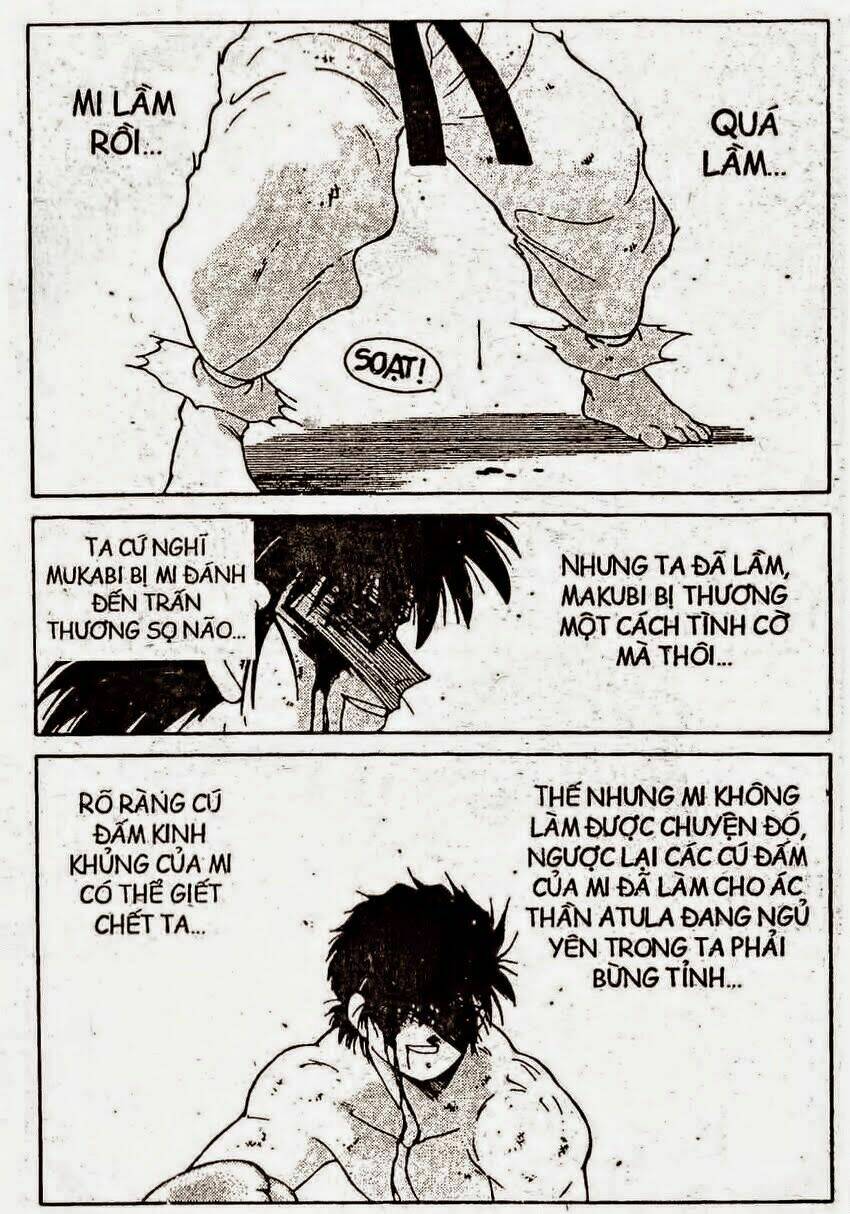 MI LẦM
RỒI...
QUÁ
LẦM...
SOẠT!
TA CỨ NGHĨ
MUKABI BỊ MI ĐÁNH
ĐẾN TRẤN
THƯƠNG SỌ NÃO...
NHƯNG TA ĐÃ LẦM,
MAKUBI BỊ THƯƠNG
MỘT CÁCH TÌNH CỜ
MÀ THÔI...
RÕ RÀNG CÚ
ĐẤM KINH
KHỦNG CỦA MI
CÓ THỂ GIẾT
CHẾT TA...
THẾ NHƯNG MI KHÔNG
LÀM ĐƯỢC CHUYỆN ĐÓ,
NGƯỢC LẠI CÁC CÚ ĐẤM
CỦA MI ĐÃ LÀM CHO ÁC
THẦN ATULA ĐANG NGỦ
YÊN TRONG TA PHẢI
BỪNG TỈNH...